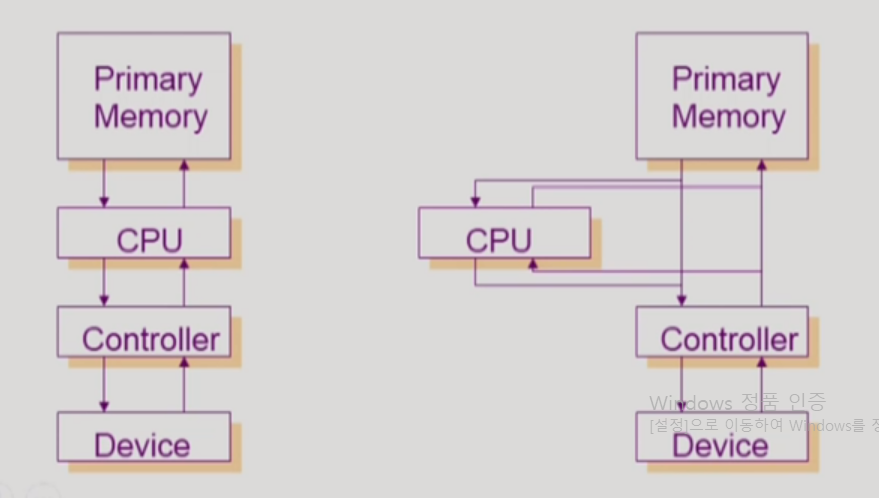 Primary
Memory
CPU
Controller
Device
Primary
Memory
CPU
Controller
Device
Windows 정품 인증
[설정]으로 이동하여 Windows를 정